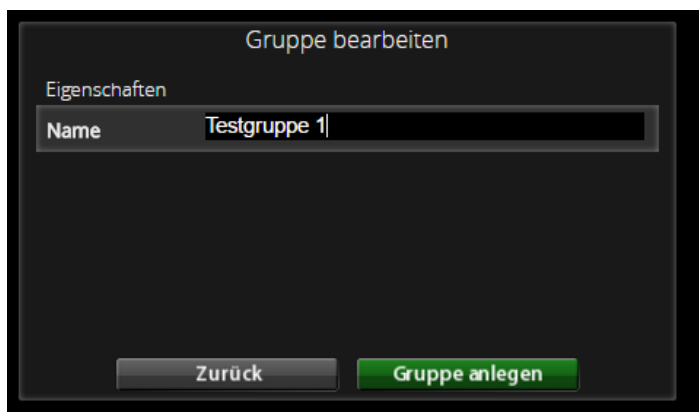 Gruppe bearbeiten
Eigenschaften
Name Testgruppe 1
Zurück Gruppe anlegen